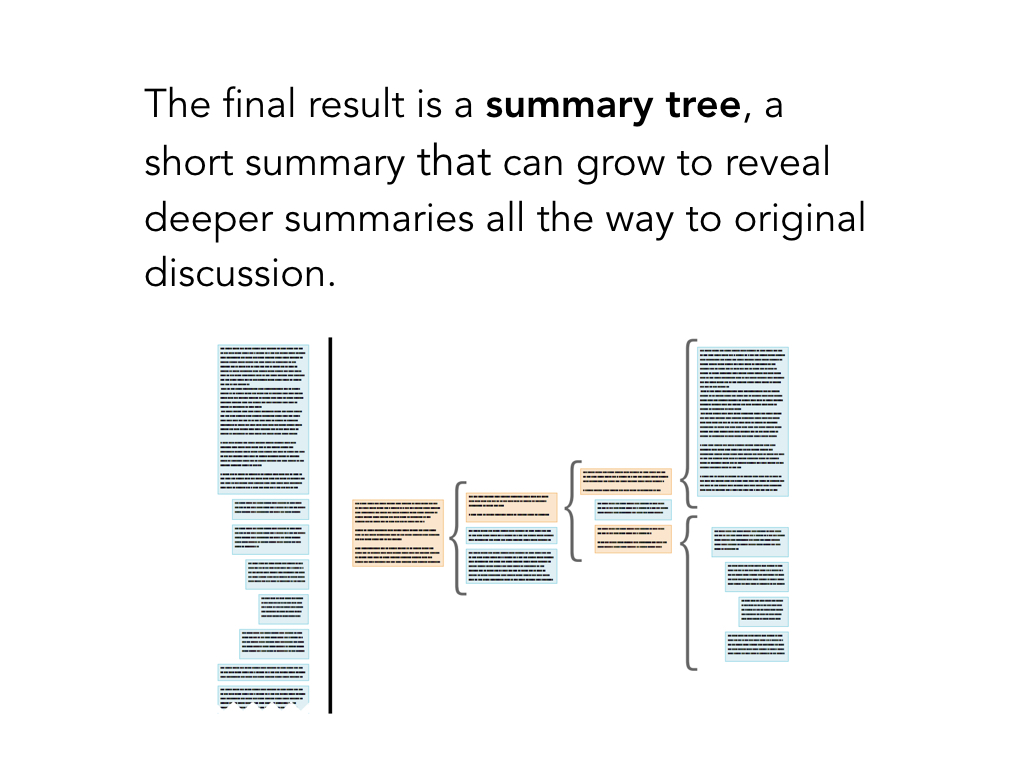 The final result is a summary tree, a
short summary that can grow to reveal
deeper summaries all the way to original
discussion.